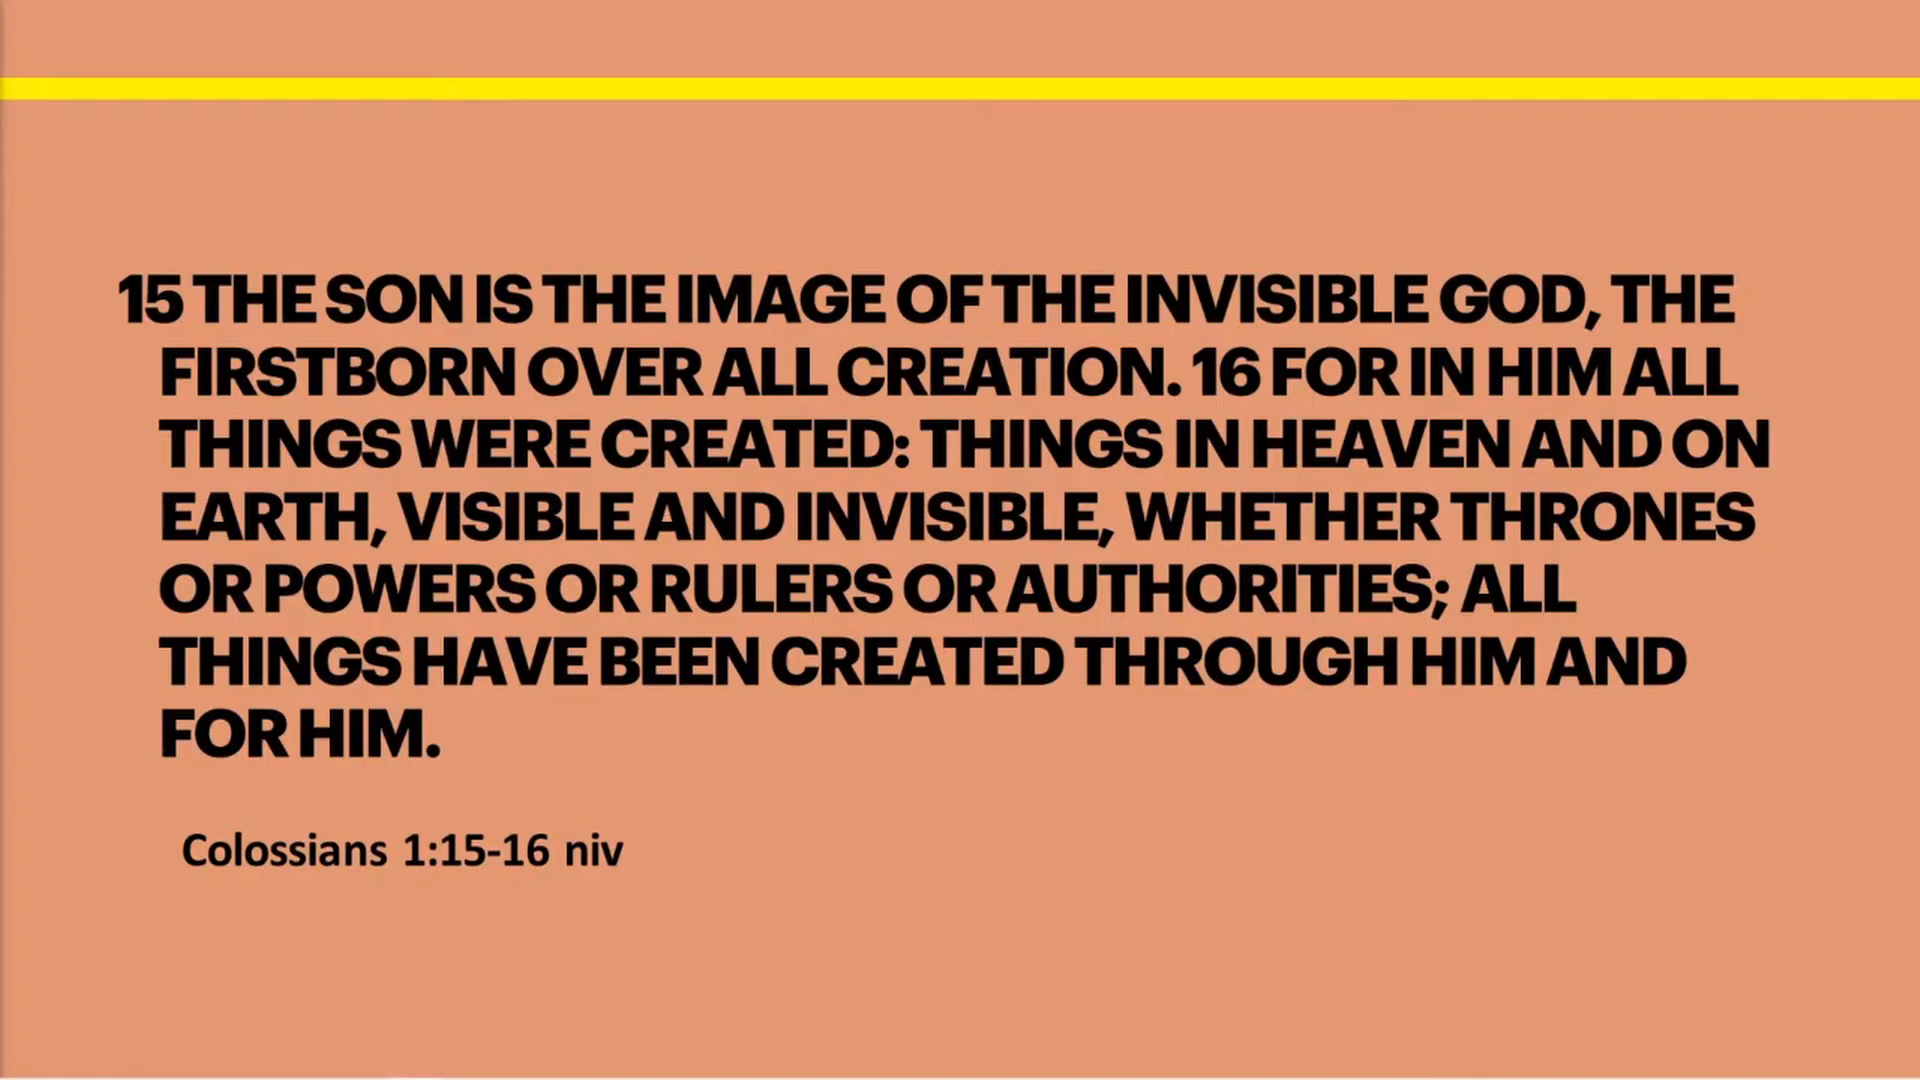 15 THE SON IS THE IMAGE OF THE INVISIBLE GOD, THE
FIRSTBORN OVER ALL CREATION. 16 FOR IN HIM ALL
THINGS WERE CREATED: THINGS IN HEAVEN AND ON
EARTH, VISIBLE AND INVISIBLE, WHETHER THRONES
OR POWERS OR RULERS OR AUTHORITIES; ALL
THINGS HAVE BEEN CREATED THROUGH HIM AND
FOR HIM.
Colossians 1:15-16 niv